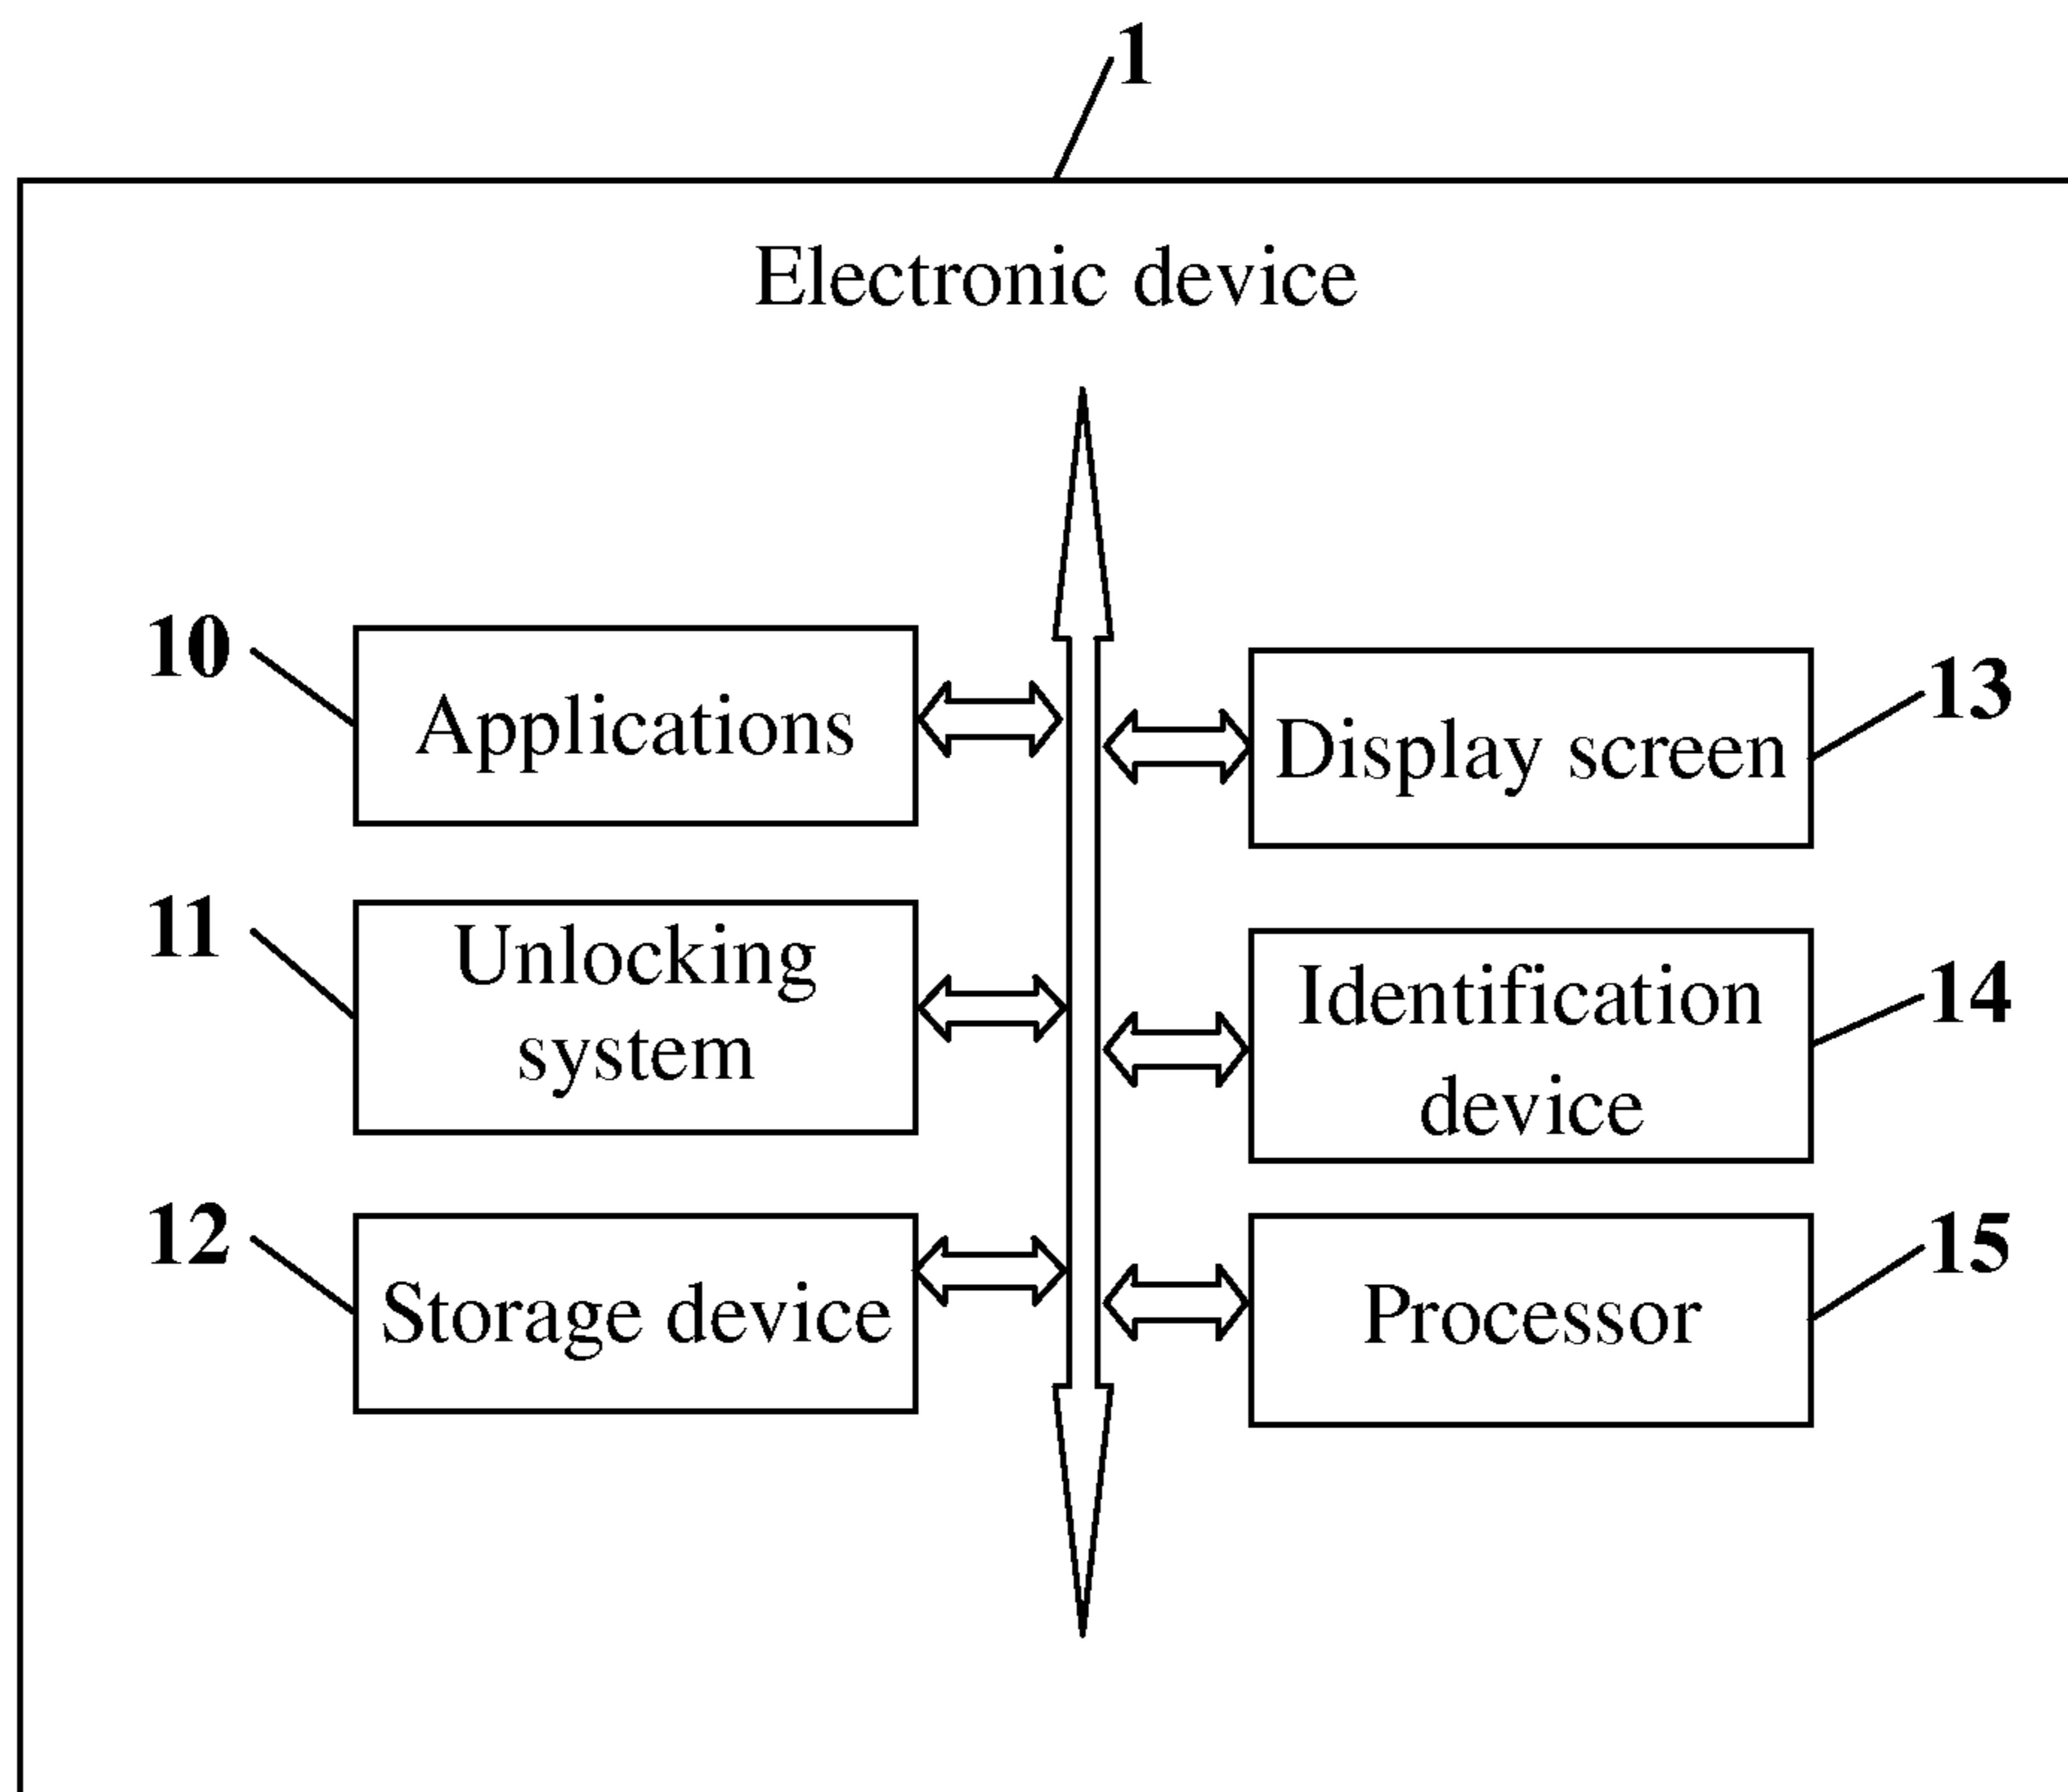 1
Electronic device
10
Applications
11
Unlocking
system
12
Storage device
13
Display screen
14
Identification
device
15
Processor